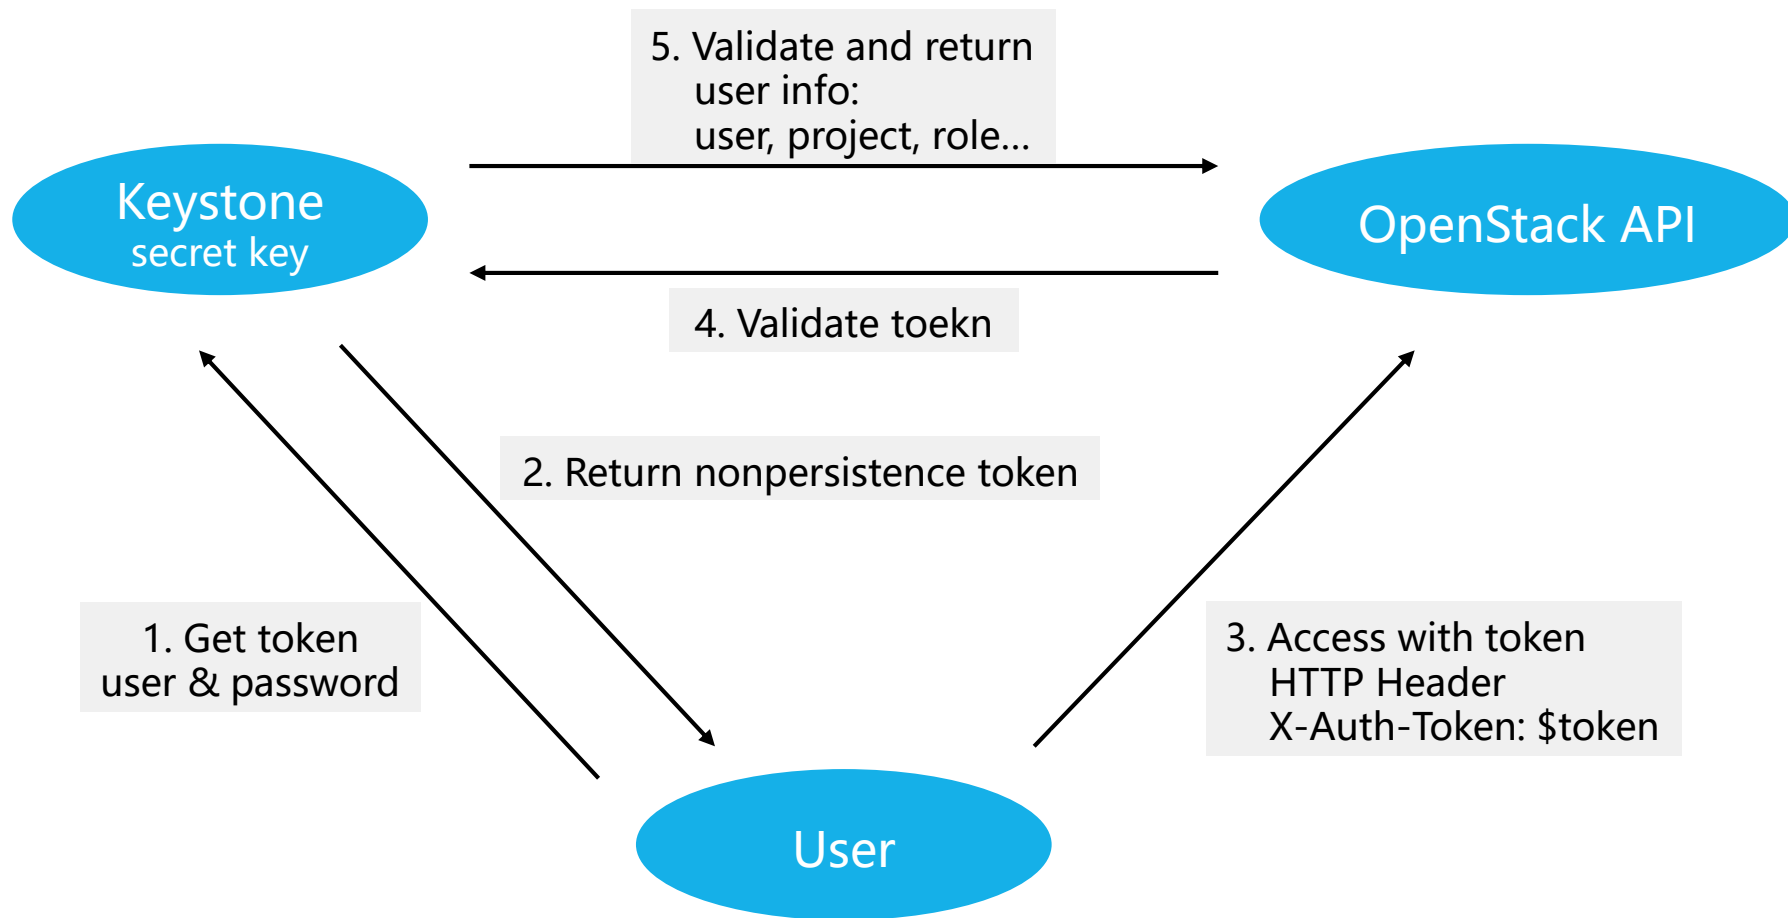 5. Validate and return
user info:
user, project, role...
Keystone
secret key
OpenStack API
4. Validate toekn
2. Return nonpersistence token
1. Get token
user & password
3. Access with token
HTTP Header
X-Auth-Token: $token
User